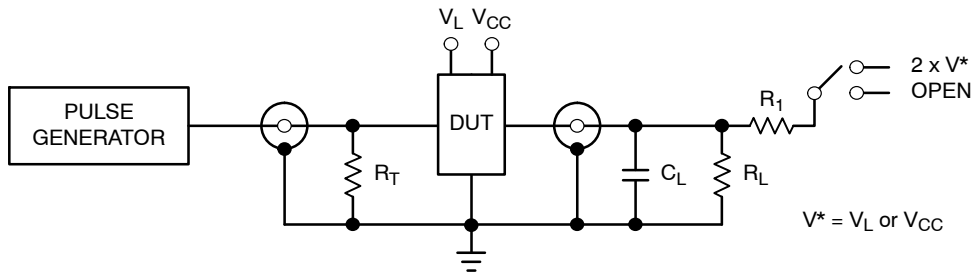 V_L V_CC
PULSE
GENERATOR
DUT
R_T
C_L
R_L
R_1
2 x V*
OPEN
V* = V_L or V_CC